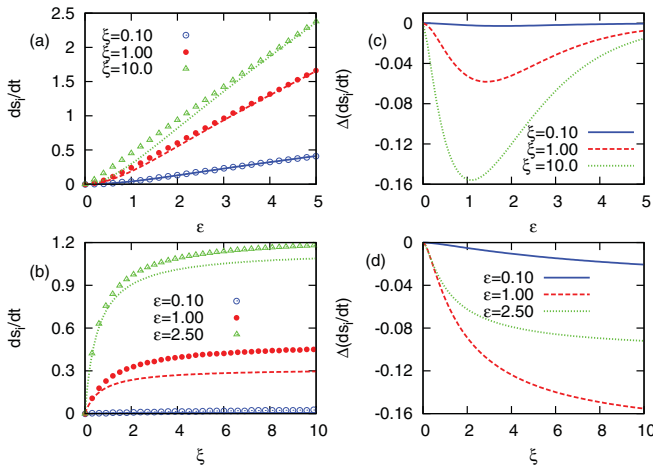 (a)
ds_i/dt
2.5
2
1.5
1
0.5
0
ξ=0.10
ξ=1.00
ξ=10.0
0 1 2 3 4 5
ε
(c)
Δ(ds_i/dt)
0
-0.04
-0.08
-0.12
-0.16
ξ=0.10
ξ=1.00
ξ=10.0
0 1 2 3 4 5
ε
(b)
ds_i/dt
1.2
0.9
0.6
0.3
0
ε=0.10
ε=1.00
ε=2.50
0 2 4 6 8 10
ξ
(d)
Δ(ds_i/dt)
0
-0.04
-0.08
-0.12
-0.16
ε=0.10
ε=1.00
ε=2.50
0 2 4 6 8 10
ξ